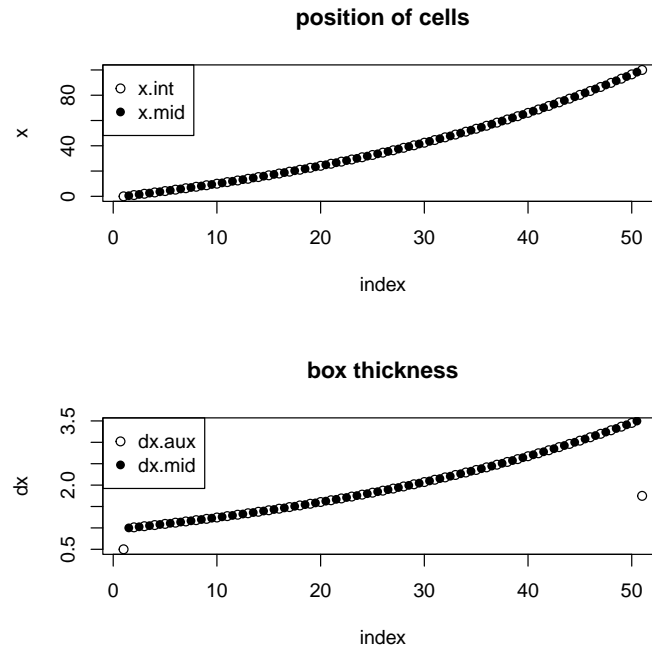 position of cells
x.int
x.mid
x
0 40 80
0 10 20 30 40 50
index
box thickness
dx.aux
dx.mid
dx
0.5 2.0 3.5
0 10 20 30 40 50
index